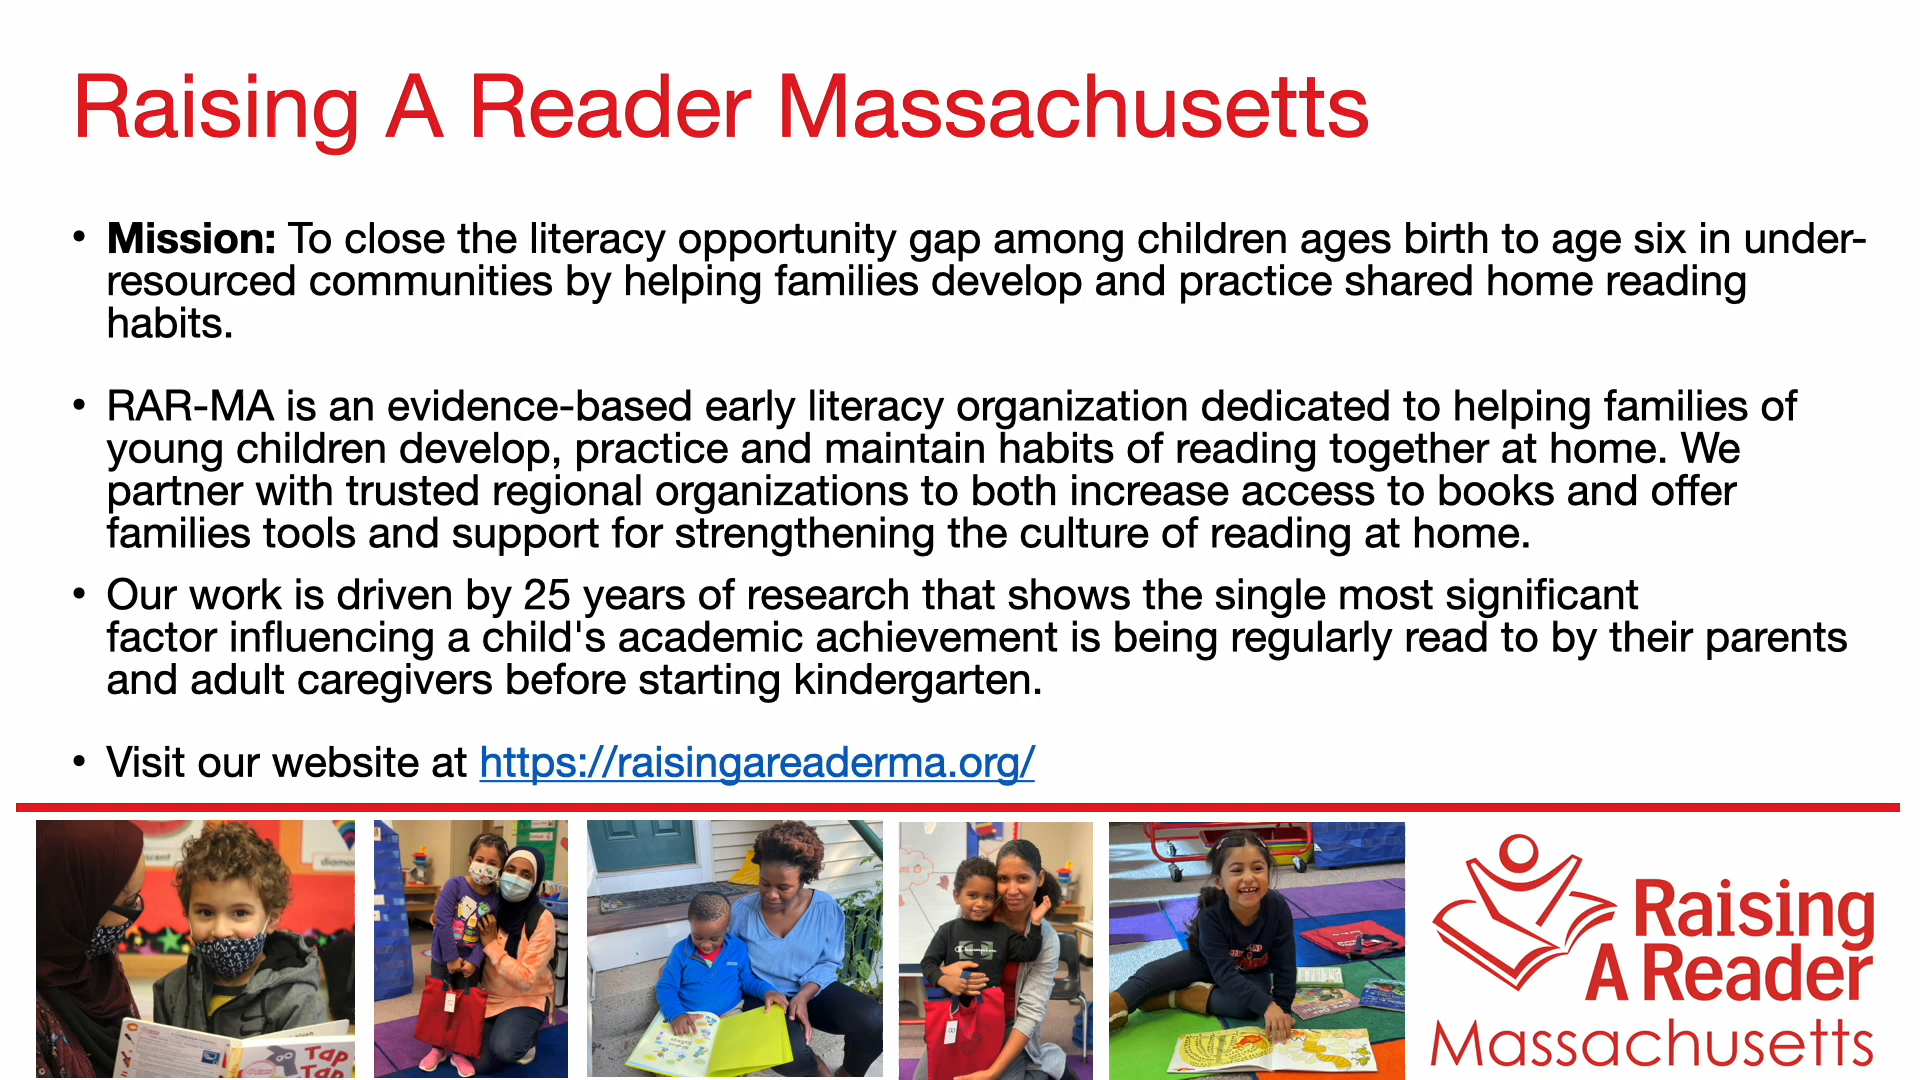 Raising A Reader Massachusetts
• Mission: To close the literacy opportunity gap among children ages birth to age six in under-
resourced communities by helping families develop and practice shared home reading
habits.
• RAR-MA is an evidence-based early literacy organization dedicated to helping families of
young children develop, practice and maintain habits of reading together at home. We
partner with trusted regional organizations to both increase access to books and offer
families tools and support for strengthening the culture of reading at home.
• Our work is driven by 25 years of research that shows the single most significant
factor influencing a child's academic achievement is being regularly read to by their parents
and adult caregivers before starting kindergarten.
• Visit our website at https://raisingareaderma.org/
Tap
Tap
Champion
Raising
A Reader
Massachusetts